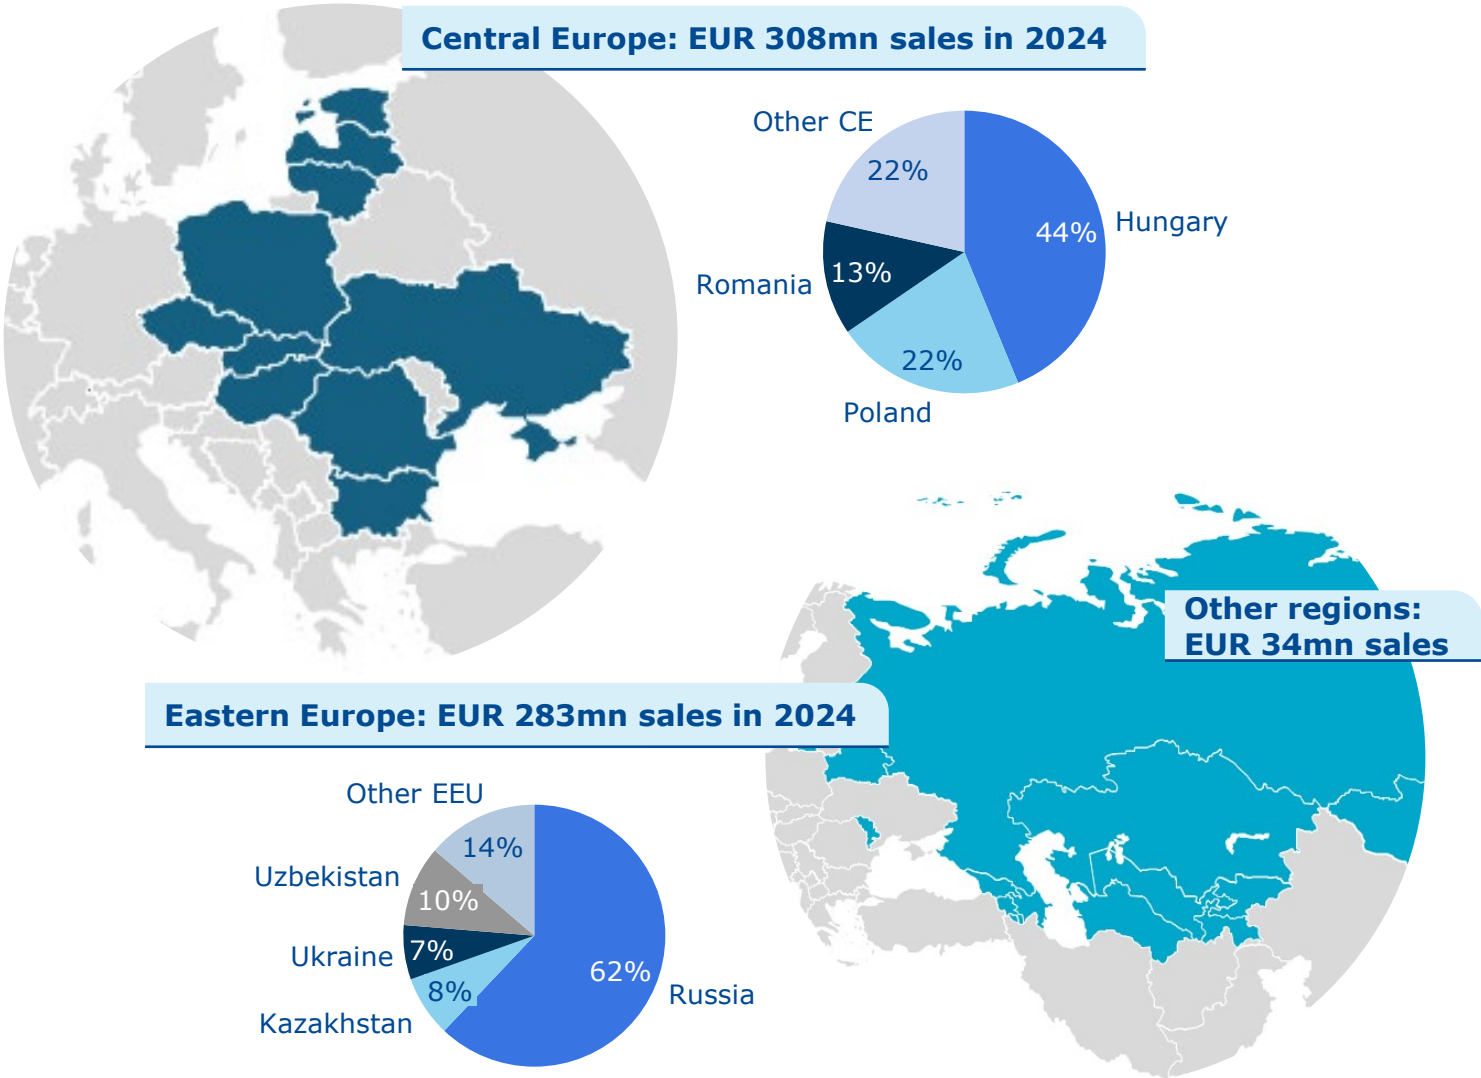 Central Europe: EUR 308mn sales in 2024
Other CE
22%
Hungary
44%
Romania
13%
22%
Poland
Other regions:
EUR 34mn sales
Eastern Europe: EUR 283mn sales in 2024
Other EEU
14%
Uzbekistan
10%
Ukraine
7%
62%
Russia
8%
Kazakhstan